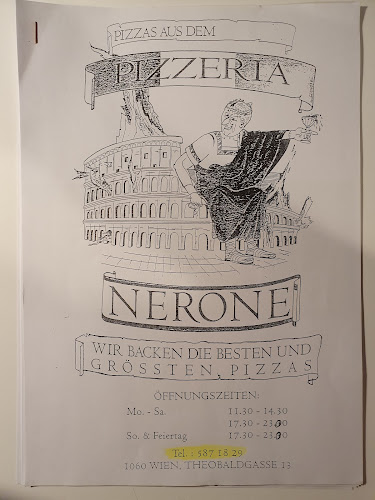 PIZZAS AUS DEM
PIZZERIA
NERONE
WIR BACKEN DIE BESTEN UND
GRÖSSTEN PIZZAS
ÖFFNUNGSZEITEN:
Mo. - Sa. 11.30 - 14.30
17.30 - 23.00
So. & Feiertag 17.30 - 23.00
Tel. : 587 18 29
1060 WIEN, THEOBALDGASSE 13